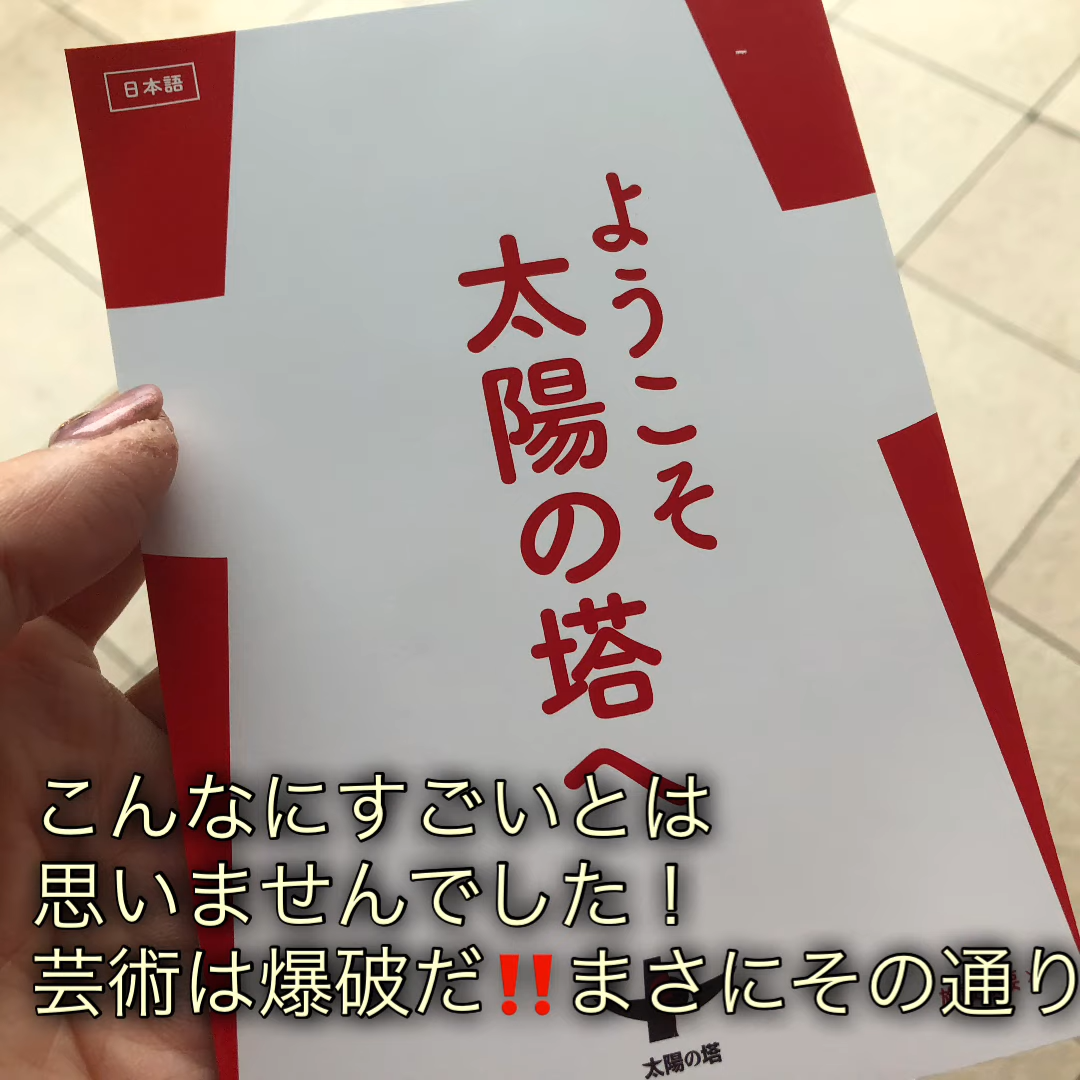 日本語
ようこそ
太陽の塔へ
こんなにすごいとは
思いませんでした！
芸術は爆破だ‼️まさにその通り
太陽の塔